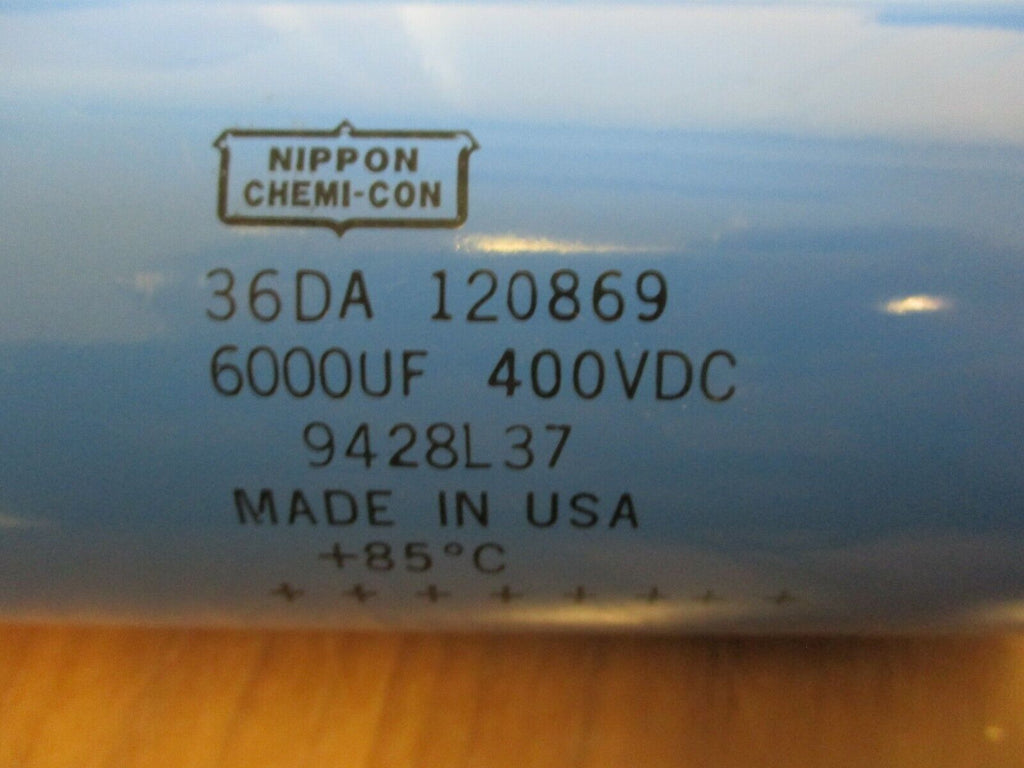 NIPPON
CHEMI-CON
36DA 120869
6000UF 400VDC
9428L37
MADE IN USA
+85°C
+ + + + + + + +